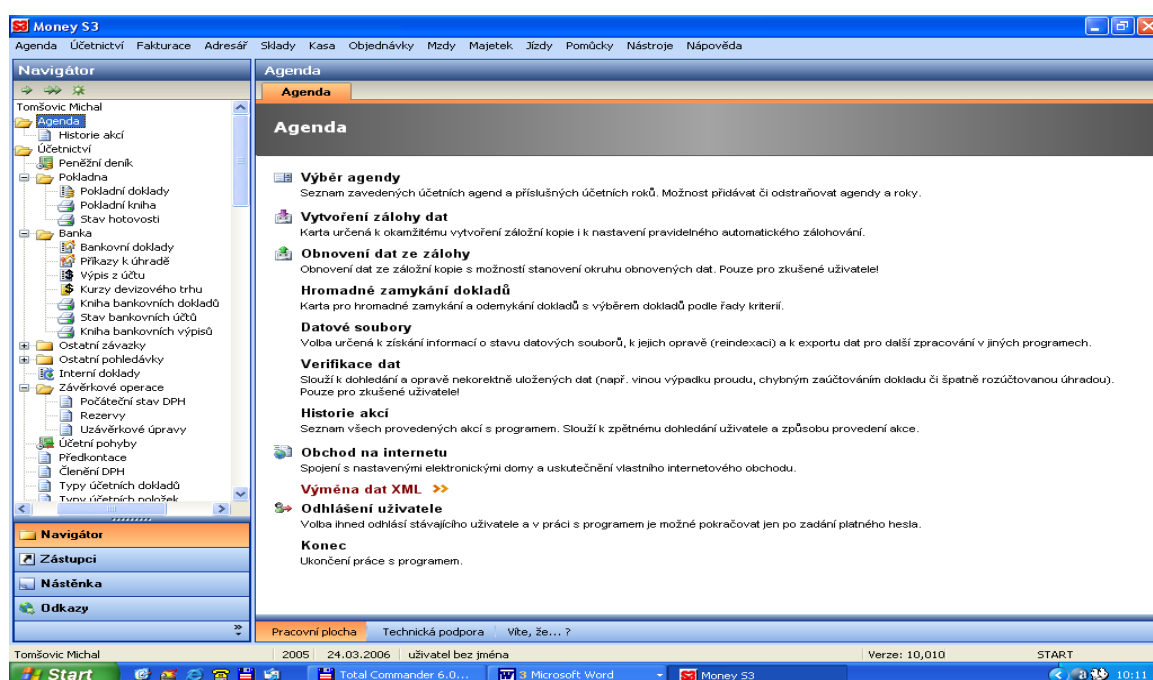 Money S3
Agenda Účetnictví Fakturace Adresář Sklady Kasa Objednávky Mzdy Majetek Jízdy Pomůcky Nástroje Nápověda
Navigátor
Tomšovic Michal
Agenda
Historie akcí
Účetnictví
Peněžní deník
Pokladna
Pokladní doklady
Pokladní kniha
Stav hotovosti
Banka
Bankovní doklady
Příkazy k úhradě
Výpis z účtu
Kurzy devizového trhu
Kniha bankovních dokladů
Stav bankovních účtů
Kniha bankovních výpisů
Ostatní závazky
Ostatní pohledávky
Interní doklady
Závěrkové operace
Počáteční stav DPH
Rezervy
Uzávěrkové úpravy
Účetní pohyby
Předkontace
Členění DPH
Typy účetních dokladů
Typy účetních položek
Navigátor
Zástupci
Nástěnka
Odkazy
Agenda
Agenda
Agenda
Výběr agendy
Seznam zavedených účetních agend a příslušných účetních roků. Možnost přidávat či odstraňovat agendy a roky.
Vytvoření zálohy dat
Karta určená k okamžitému vytvoření záložní kopie i k nastavení pravidelného automatického zálohování.
Obnovení dat ze zálohy
Obnovení dat ze záložní kopie s možností stanovení okruhu obnovených dat. Pouze pro zkušené uživatele!
Hromadné zamykání dokladů
Karta pro hromadné zamykání a odemykání dokladů s výběrem dokladů podle řady kriterií.
Datové soubory
Volba určená k získání informací o stavu datových souborů, k jejich opravě (reindexaci) a k exportu dat pro další zpracování v jiných programech.
Verifikace dat
Slouží k dohledání a opravě nekorektně uložených dat (např. vinou výpadku proudu, chybným zaúčtováním dokladu či špatně rozúčtovanou úhradou).
Pouze pro zkušené uživatele!
Historie akcí
Seznam všech provedených akcí s programem. Slouží k zpětnému dohledání uživatele a způsobu provedení akce.
Obchod na internetu
Spojení s nastavenými elektronickými domy a uskutečnění vlastního internetového obchodu.
Výměna dat XML >>
Odhlášení uživatele
Volba ihned odhlásí stávajícího uživatele a v práci s programem je možné pokračovat jen po zadání platného hesla.
Konec
Ukončení práce s programem.
Pracovní plocha Technická podpora Víte, že... ?
Tomšovic Michal 2005 24.03.2006 uživatel bez jména Verze: 10,010 START
Start Total Commander 6.0... 3 Microsoft Word Money S3 10:11